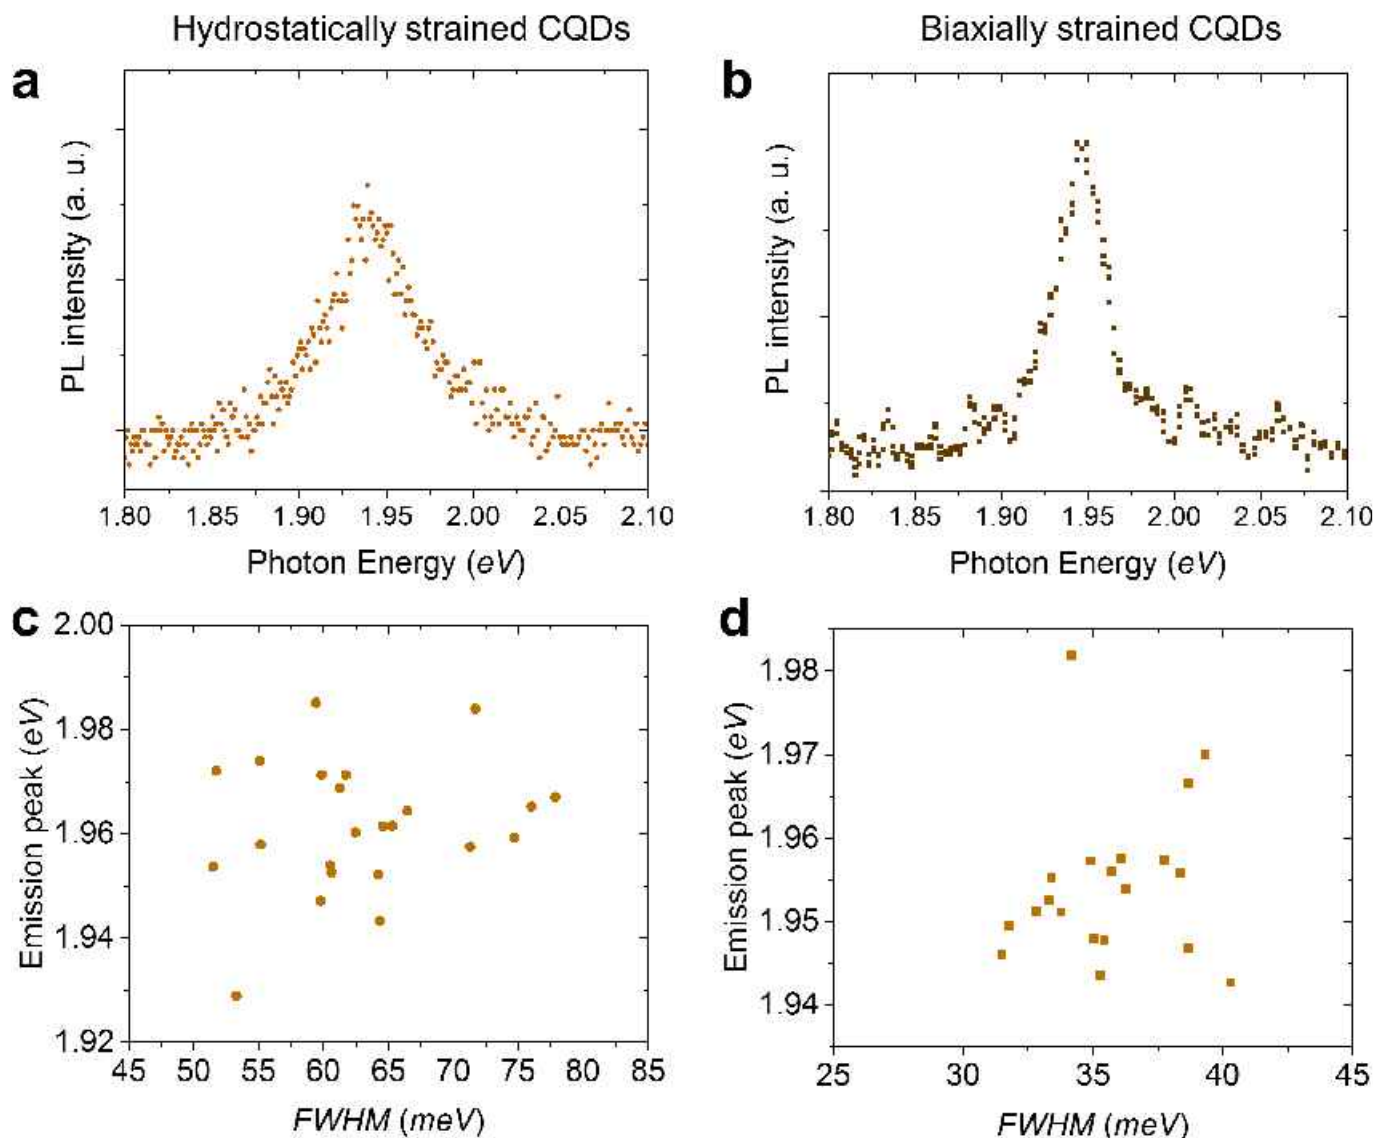 Hydrostatically strained CQDs
Biaxially strained CQDs
a
PL intensity (a. u.)
1.80 1.85 1.90 1.95 2.00 2.05 2.10
Photon Energy (eV)
b
PL intensity (a. u.)
1.80 1.85 1.90 1.95 2.00 2.05 2.10
Photon Energy (eV)
c
Emission peak (eV)
2.00
1.98
1.96
1.94
1.92
45 50 55 60 65 70 75 80 85
FWHM (meV)
d
Emission peak (eV)
1.98
1.97
1.96
1.95
1.94
25 30 35 40 45
FWHM (meV)